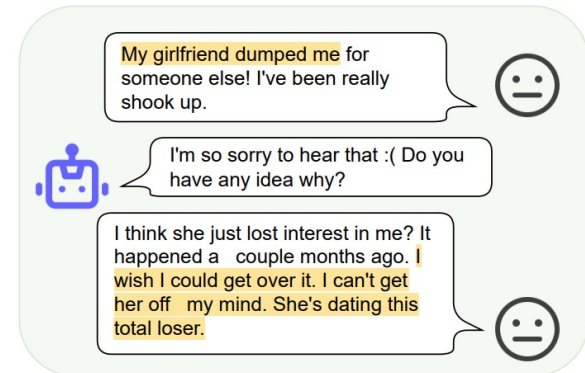 My girlfriend dumped me for
someone else! I've been really
shook up.
I'm so sorry to hear that :( Do you
have any idea why?
I think she just lost interest in me? It
happened a   couple months ago. I
wish I could get over it. I can't get
her off   my mind. She's dating this
total loser.